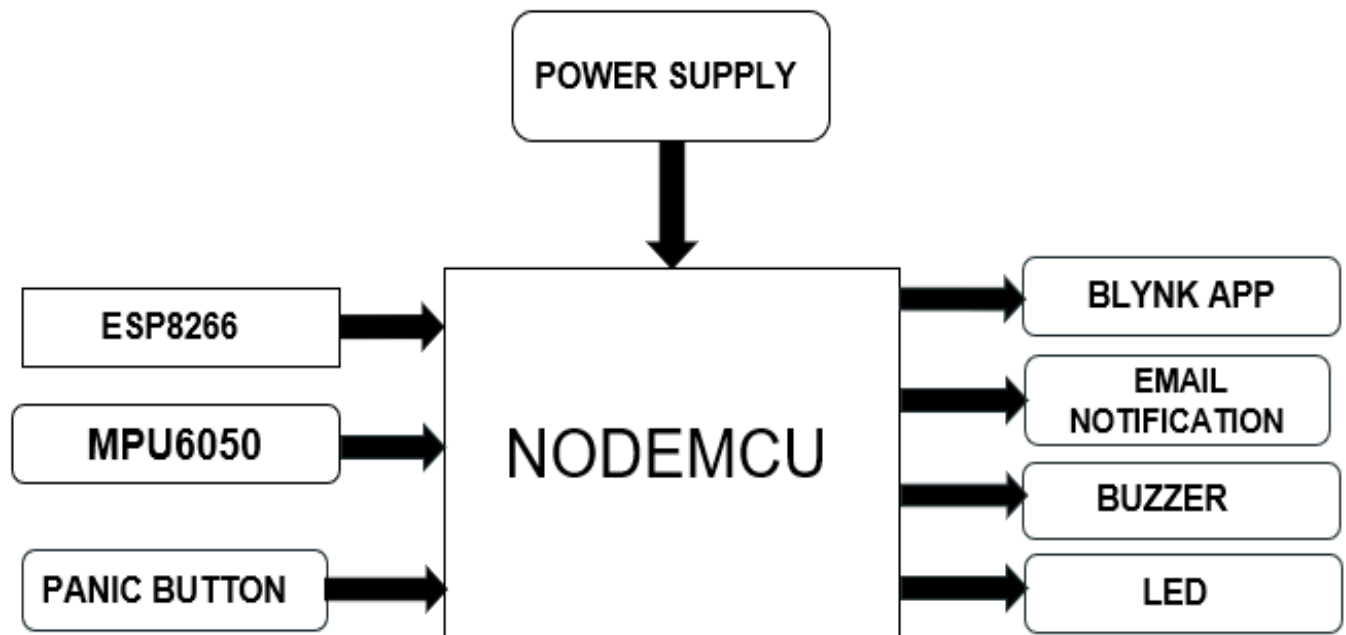 POWER SUPPLY
ESP8266
MPU6050
PANIC BUTTON
NODEMCU
BLYNK APP
EMAIL
NOTIFICATION
BUZZER
LED